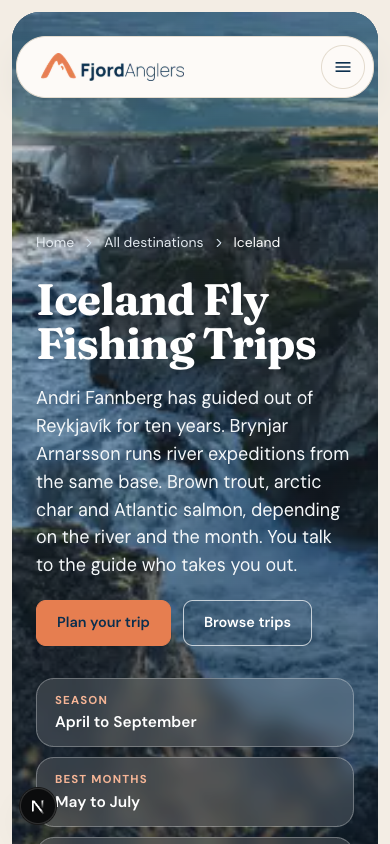 FjordAnglers
Home > All destinations > Iceland
Iceland Fly
Fishing Trips
Andri Fannberg has guided out of
Reykjavík for ten years. Brynjar
Arnarsson runs river expeditions from
the same base. Brown trout, arctic
char and Atlantic salmon, depending
on the river and the month. You talk
to the guide who takes you out.
Plan your trip
Browse trips
SEASON
April to September
BEST MONTHS
May to July
N